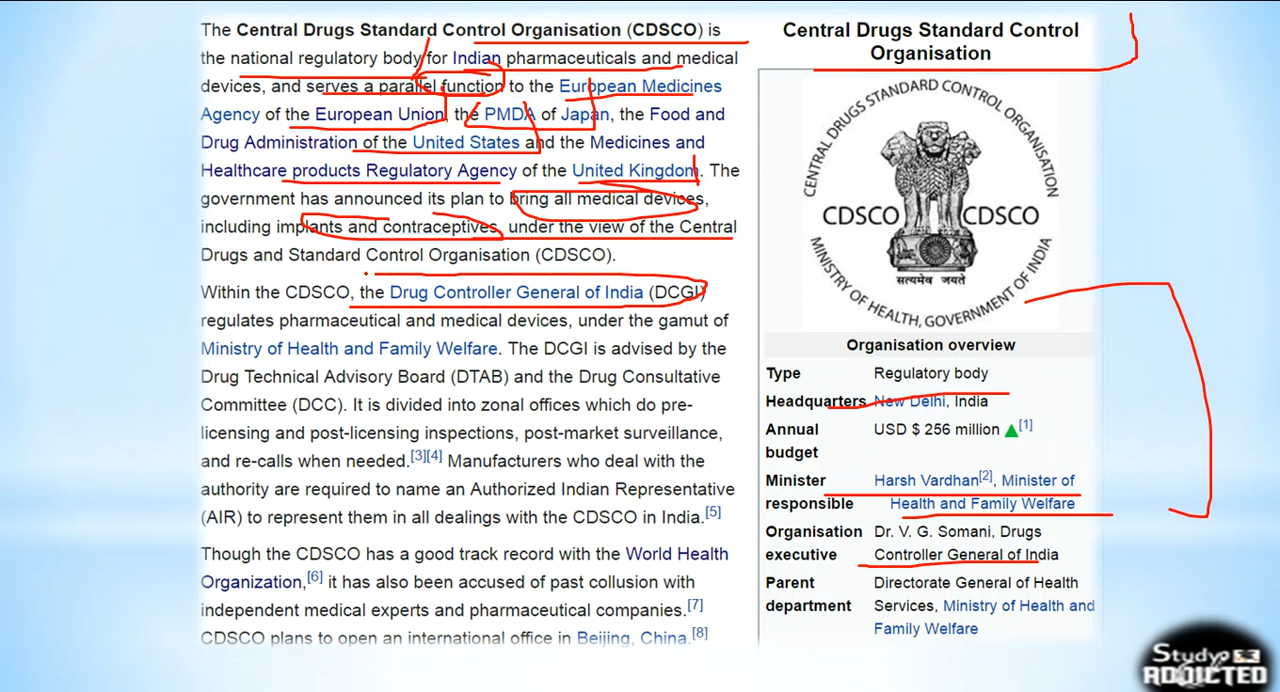 The Central Drugs Standard Control Organisation (CDSCO) is
the national regulatory body for Indian pharmaceuticals and medical
devices, and serves a parallel function to the European Medicines
Agency of the European Union, the PMDA of Japan, the Food and
Drug Administration of the United States and the Medicines and
Healthcare products Regulatory Agency of the United Kingdom. The
government has announced its plan to bring all medical devices,
including implants and contraceptives, under the view of the Central
Drugs and Standard Control Organisation (CDSCO).
Within the CDSCO, the Drug Controller General of India (DCGI)
regulates pharmaceutical and medical devices, under the gamut of
Ministry of Health and Family Welfare. The DCGI is advised by the
Drug Technical Advisory Board (DTAB) and the Drug Consultative
Committee (DCC). It is divided into zonal offices which do pre-
licensing and post-licensing inspections, post-market surveillance,
and re-calls when needed.[3][4] Manufacturers who deal with the
authority are required to name an Authorized Indian Representative
(AIR) to represent them in all dealings with the CDSCO in India.[5]
Though the CDSCO has a good track record with the World Health
Organization,[6] it has also been accused of past collusion with
independent medical experts and pharmaceutical companies.[7]
CDSCO plans to open an international office in Beijing, China.[8]
Central Drugs Standard Control
Organisation
CENTRAL DRUGS STANDARD CONTROL ORGANISATION
CDSCO CDSCO
सत्यमेव जयते
MINISTRY OF HEALTH, GOVERNMENT OF INDIA
Organisation overview
Type Regulatory body
Headquarters New Delhi, India
Annual budget USD $ 256 million ▲[1]
Minister responsible Harsh Vardhan[2], Minister of
Health and Family Welfare
Organisation executive Dr. V. G. Somani, Drugs
Controller General of India
Parent department Directorate General of Health
Services, Ministry of Health and
Family Welfare
Study
ADDICTED